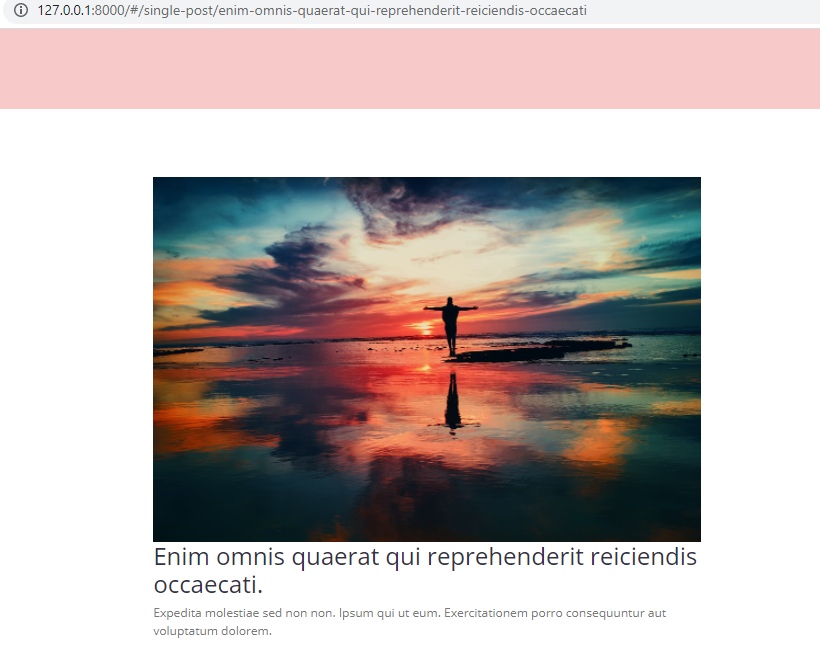 127.0.0.1:8000/#/single-post/enim-omnis-quaerat-qui-reprehenderit-reiciendis-occaecati
Enim omnis quaerat qui reprehenderit reiciendis
occaecati.
Expedita molestiae sed non non. Ipsum qui ut eum. Exercitationem porro consequuntur aut
voluptatum dolorem.